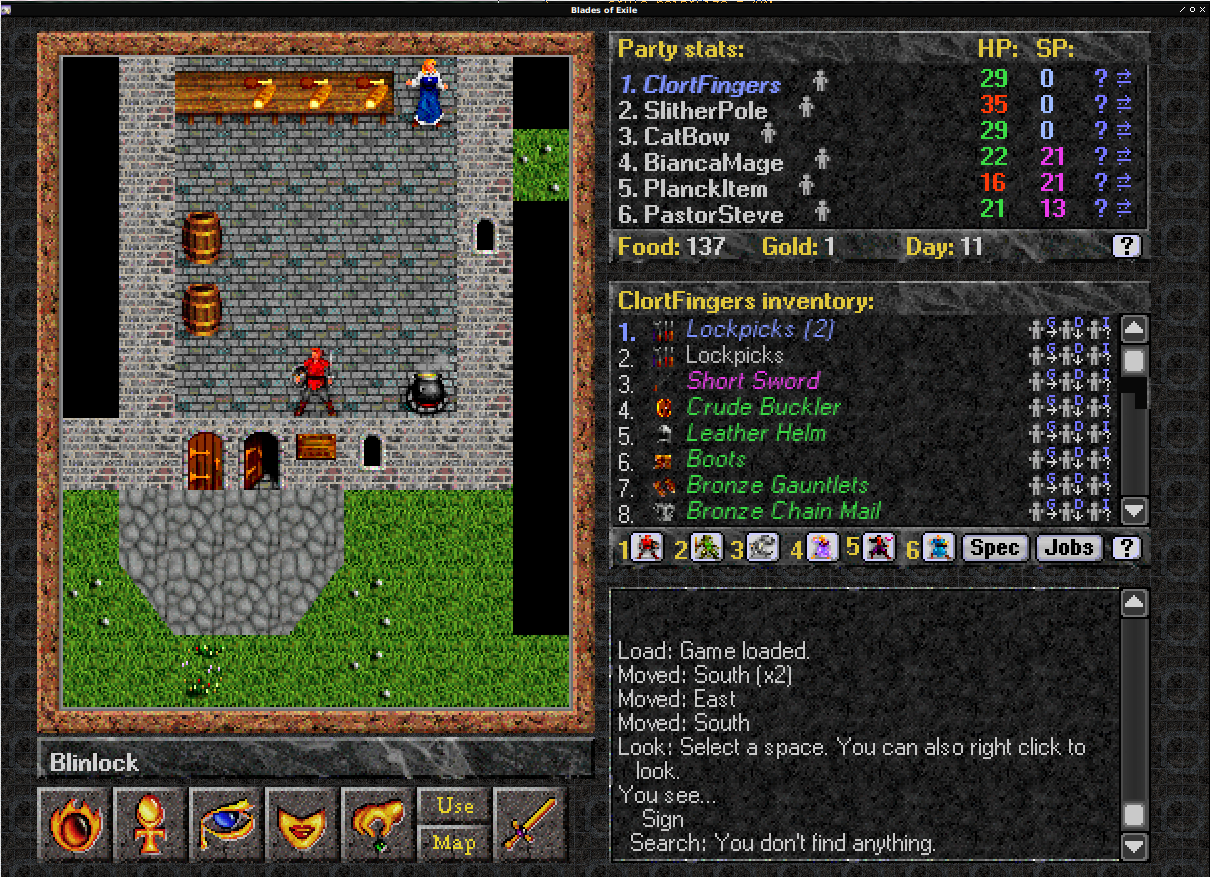 Blades of Exile
Party stats: HP: SP:
1. ClortFingers 29 0 ?
2. SlitherPole 35 0 ?
3. CatBow 29 0 ?
4. BiancaMage 22 21 ?
5. PlanckItem 16 21 ?
6. PastorSteve 21 13 ?
Food: 137 Gold: 1 Day: 11 ?
ClortFingers inventory:
1. Lockpicks (2) G D I
2. Lockpicks G D I
3. Short Sword G D I
4. Crude Buckler G D I
5. Leather Helm G D I
6. Boots G D I
7. Bronze Gauntlets G D I
8. Bronze Chain Mail G D I
1 2 3 4 5 6 Spec Jobs ?
Load: Game loaded.
Moved: South (x2)
Moved: East
Moved: South
Look: Select a space. You can also right click to
look.
You see...
Sign
Search: You don't find anything.
Blinlock
Use
Map